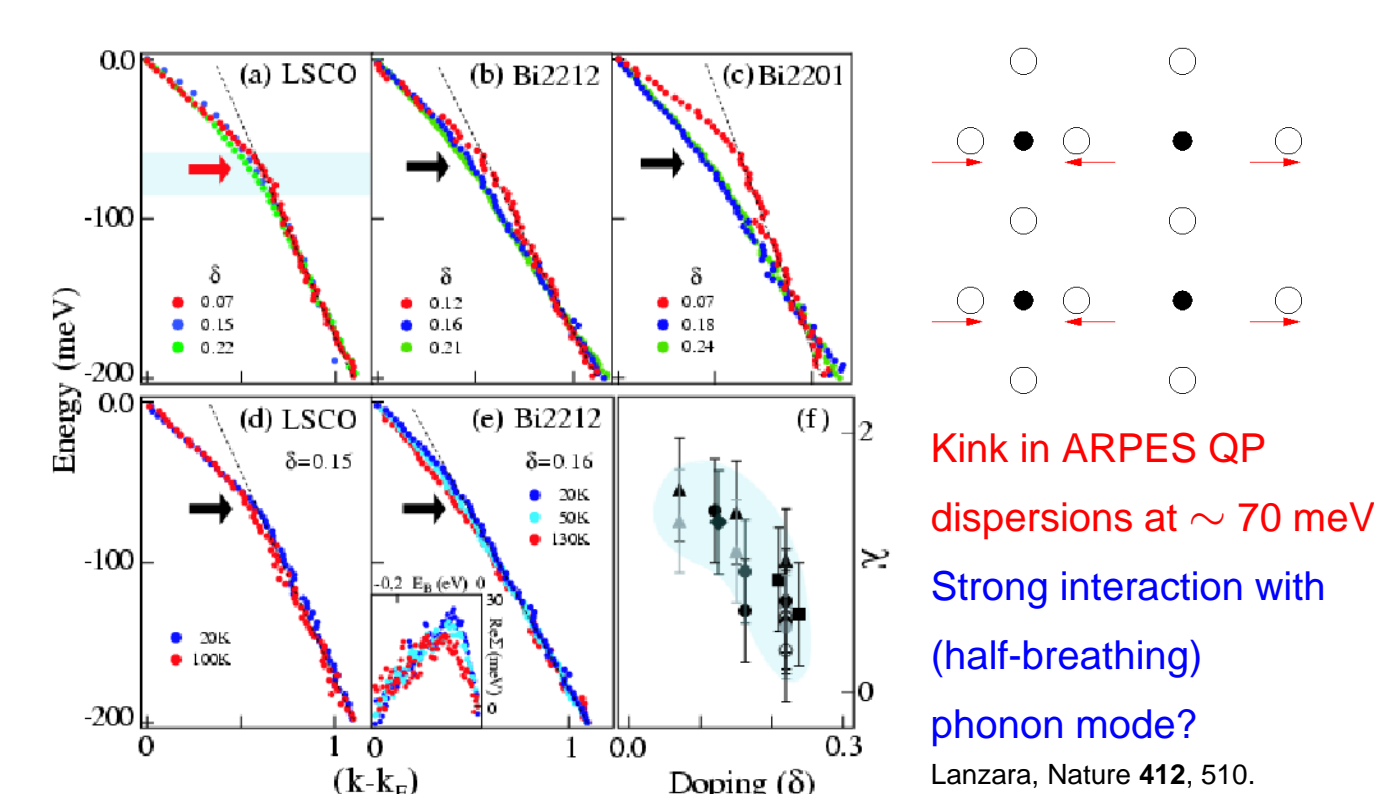 0.0
(a) LSCO
(b) Bi2212
(c) Bi2201
-100
-200
δ
0.07
0.15
0.22
δ
0.12
0.16
0.21
δ
0.07
0.18
0.24
Energy (meV)
0.0
(d) LSCO
δ=0.15
(e) Bi2212
δ=0.16
20K
50K
130K
(f)
2
λ'
0
-100
-200
20K
100K
-0.2 E_B (eV) 0
30
ReΣ (meV)
0
0 1 0 1 0.0 0.3
(k-k_F)
Doping (δ)
Kink in ARPES QP
dispersions at ∼ 70 meV
Strong interaction with
(half-breathing)
phonon mode?
Lanzara, Nature 412, 510.